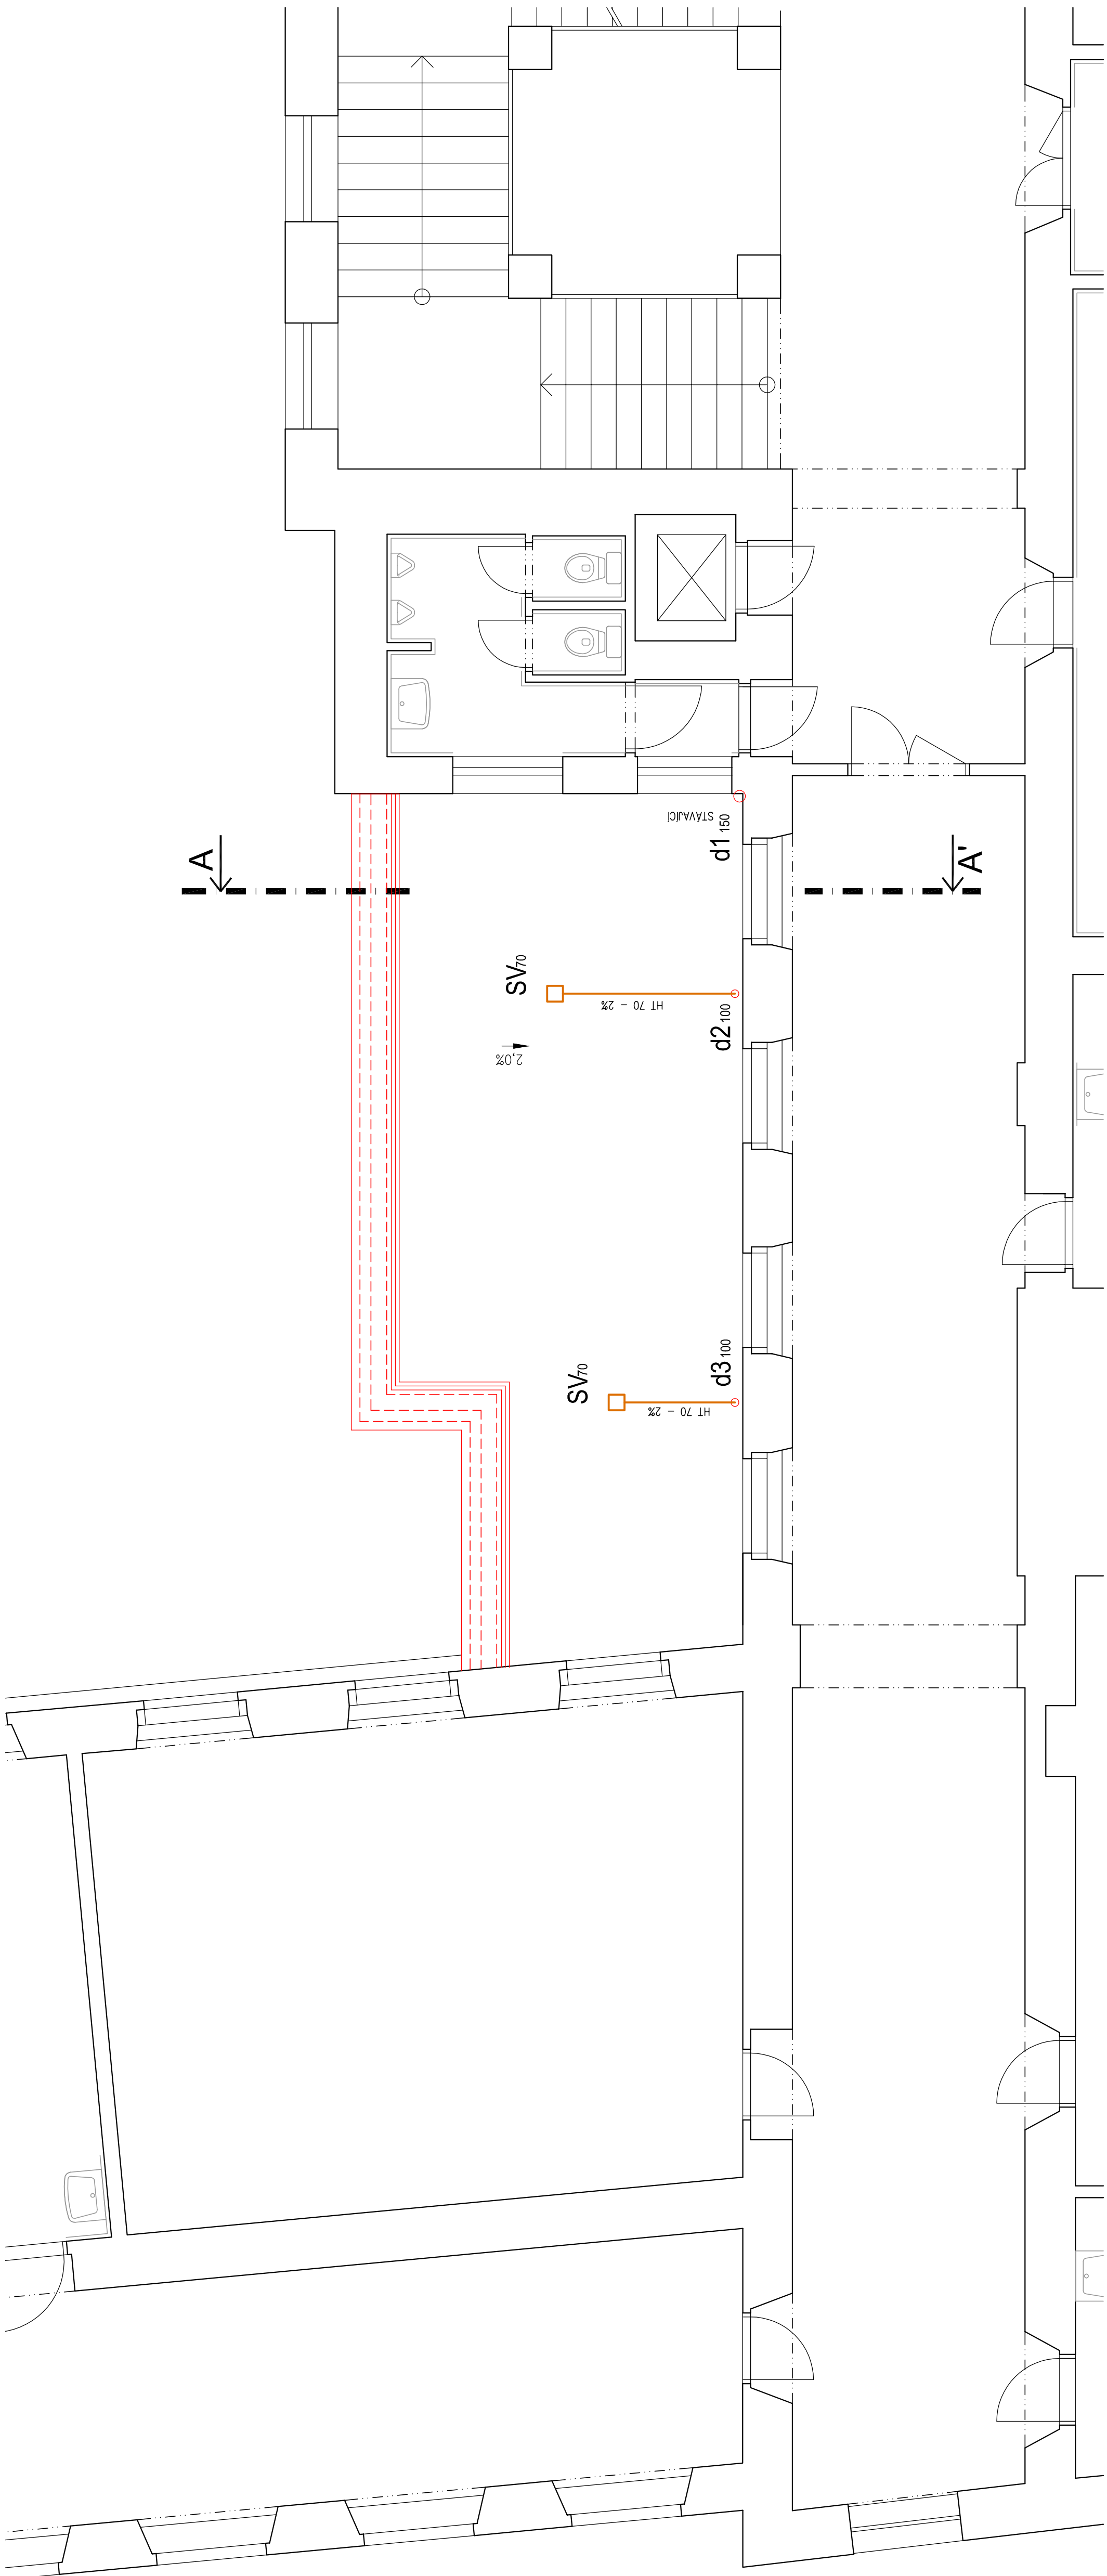 A
A'
STÁVAJÍCÍ
d1 150
SV70
HT 70 - 2%
d2 100
2,0%
SV70
d3 100
HT 70 - 2%